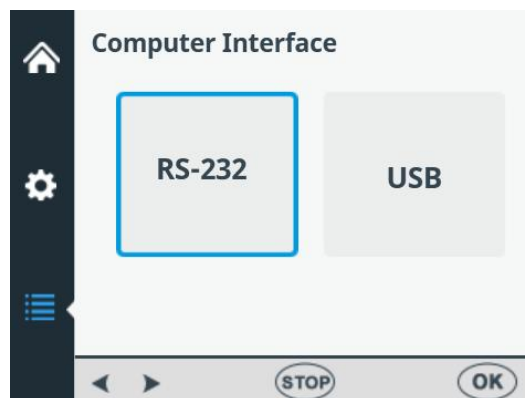 Computer Interface
RS-232
USB
STOP
OK